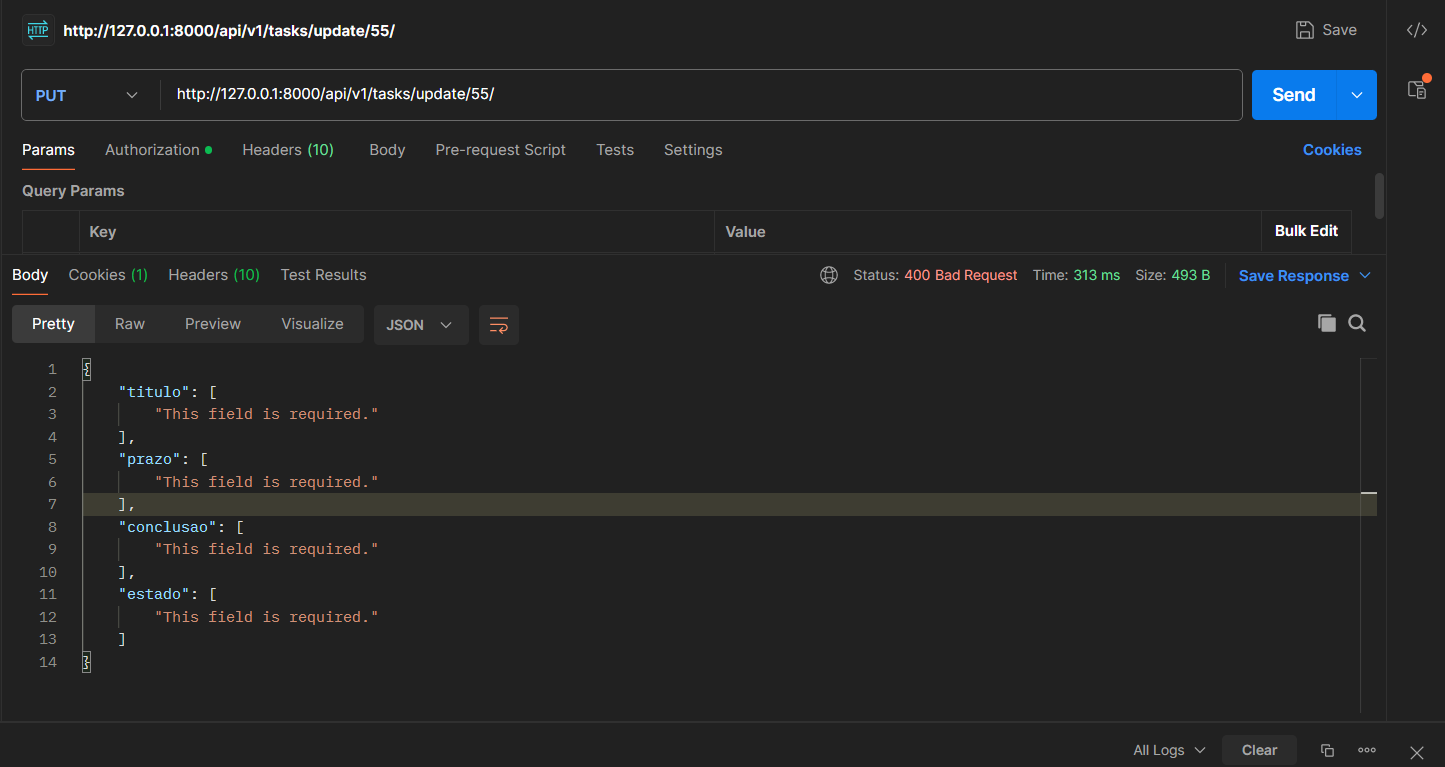 HTTP http://127.0.0.1:8000/api/v1/tasks/update/55/ Save
PUT http://127.0.0.1:8000/api/v1/tasks/update/55/ Send
Params Authorization Headers (10) Body Pre-request Script Tests Settings Cookies
Query Params
Key Value Bulk Edit
Body Cookies (1) Headers (10) Test Results Status: 400 Bad Request Time: 313 ms Size: 493 B Save Response
Pretty Raw Preview Visualize JSON
1 {
2 "titulo": [
3 "This field is required."
4 ],
5 "prazo": [
6 "This field is required."
7 ],
8 "conclusao": [
9 "This field is required."
10 ],
11 "estado": [
12 "This field is required."
13 ]
14 }
All Logs Clear